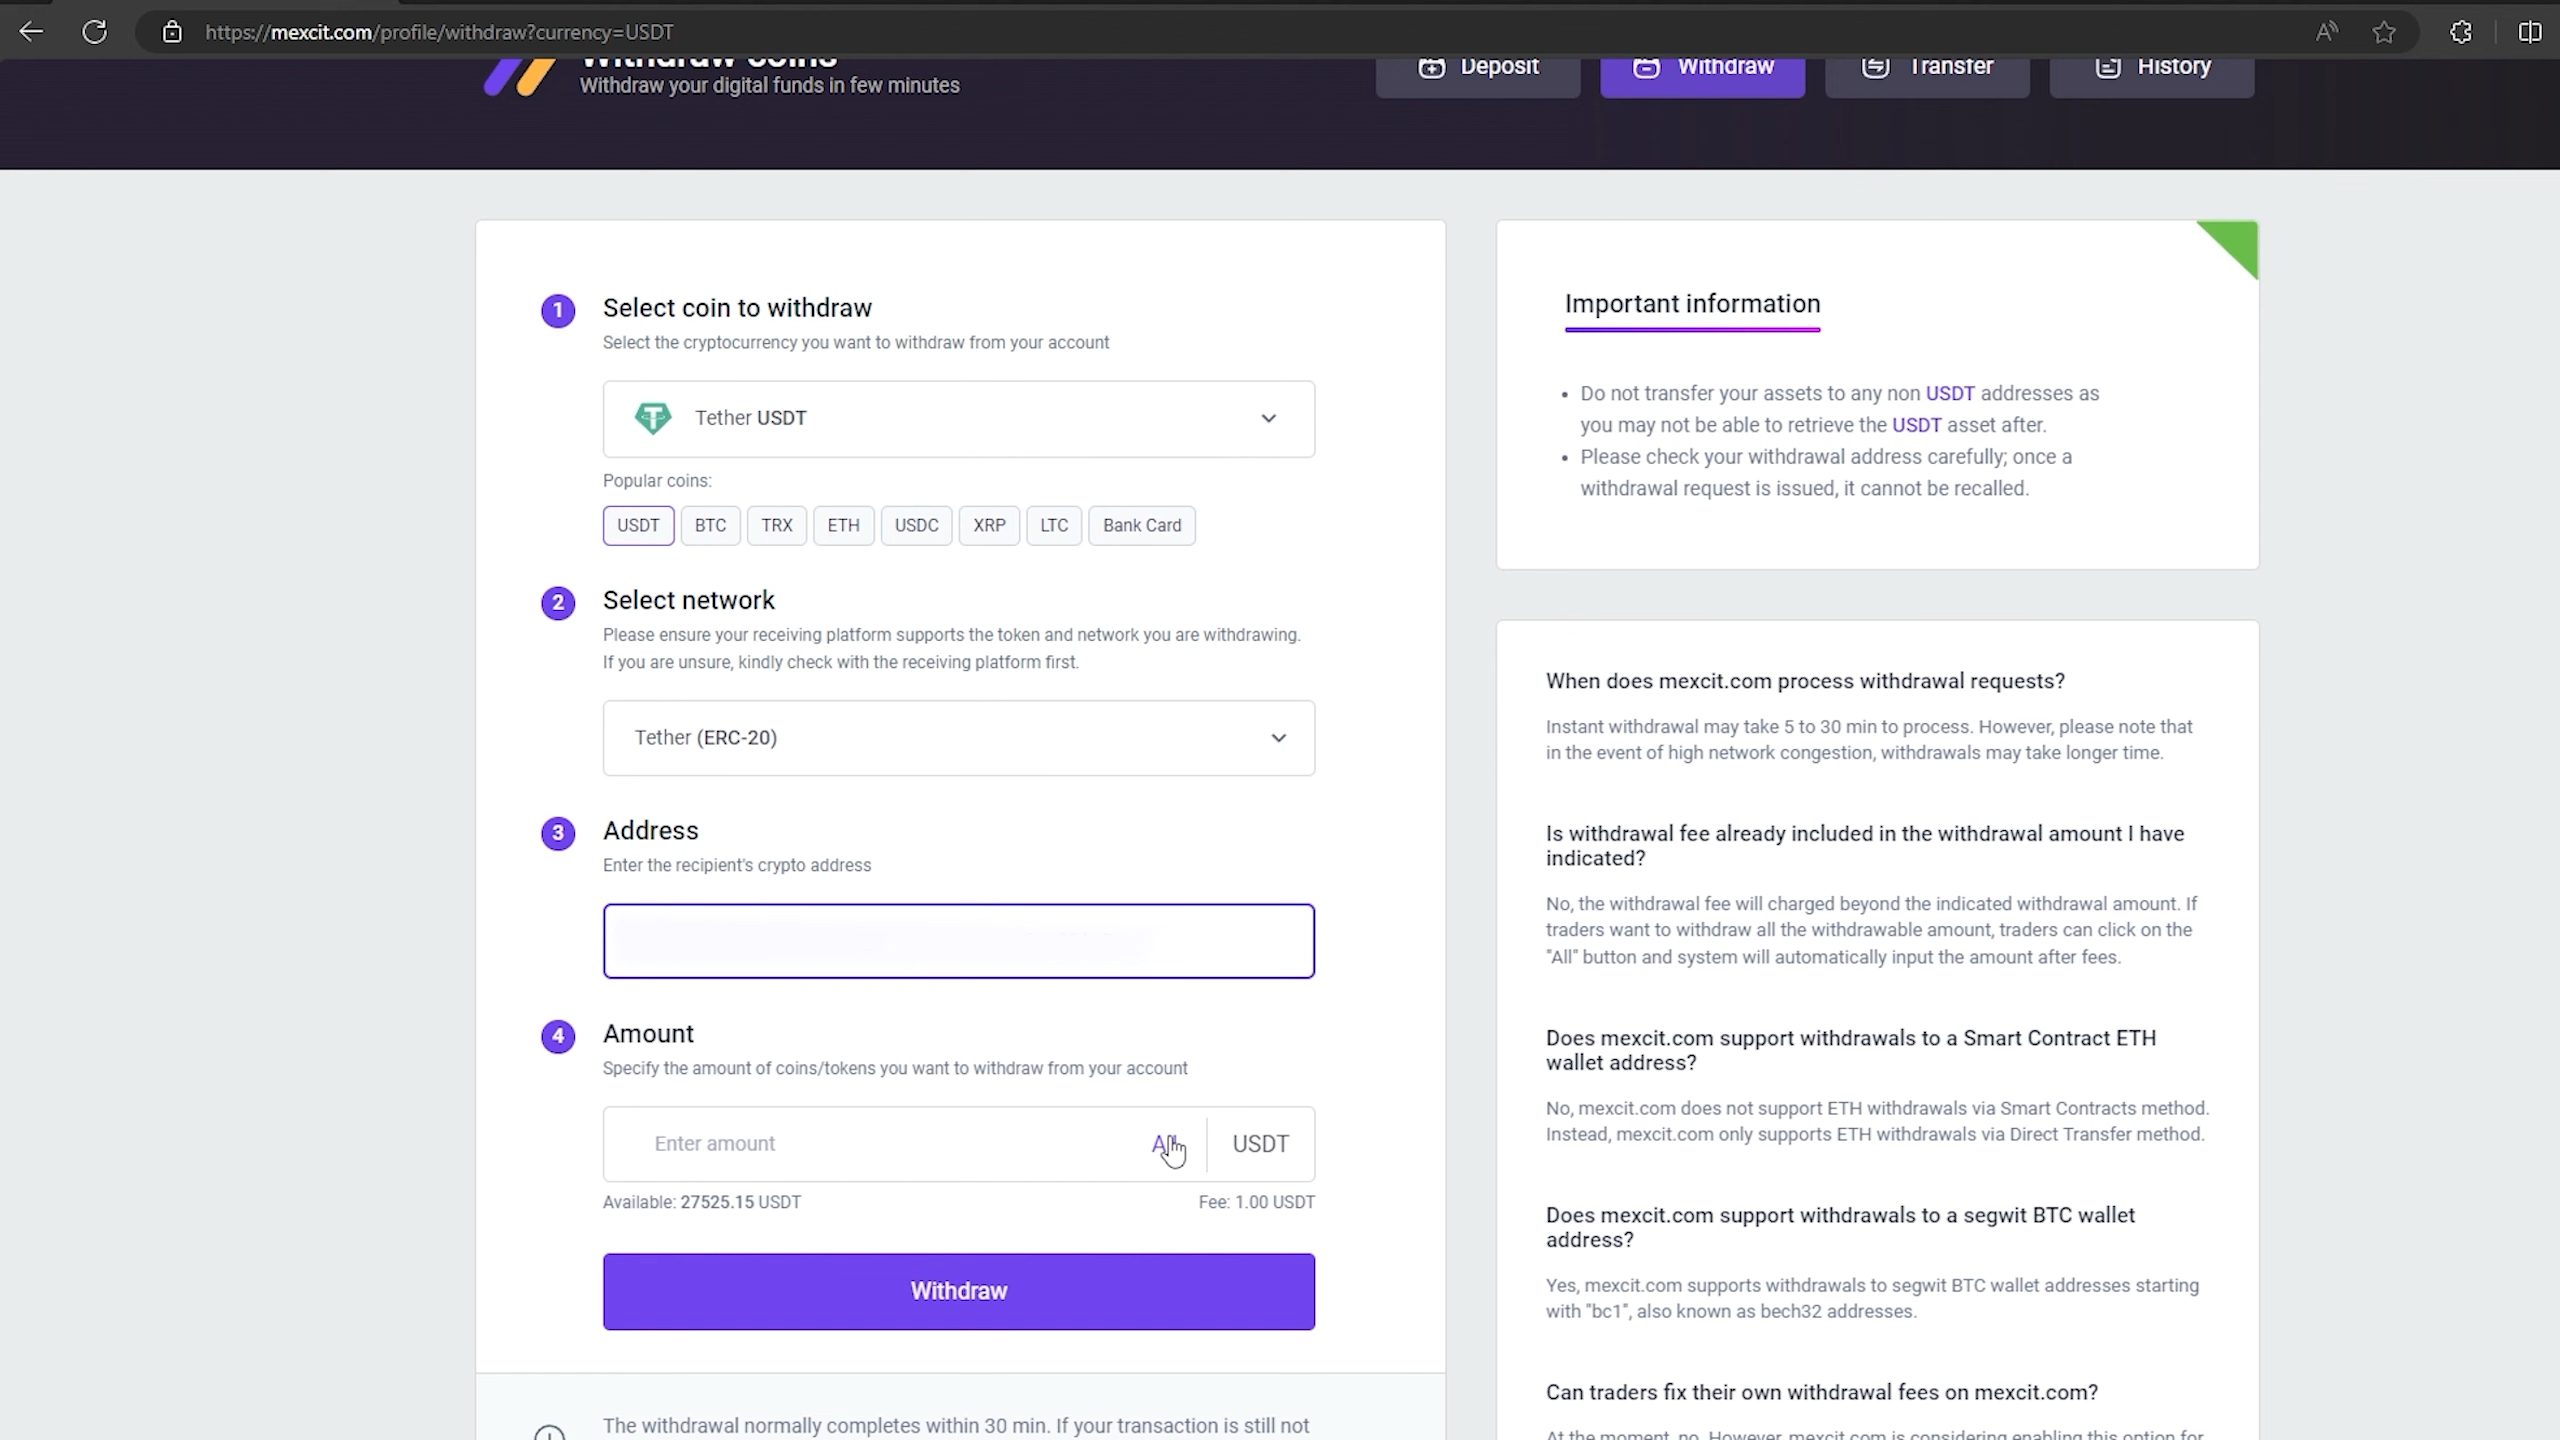 https://mexcit.com/profile/withdraw?currency=USDT
Withdraw coins
Withdraw your digital funds in few minutes
Deposit
Withdraw
Transfer
History
1 Select coin to withdraw
Select the cryptocurrency you want to withdraw from your account
Tether USDT
Popular coins:
USDT BTC TRX ETH USDC XRP LTC Bank Card
2 Select network
Please ensure your receiving platform supports the token and network you are withdrawing.
If you are unsure, kindly check with the receiving platform first.
Tether (ERC-20)
3 Address
Enter the recipient's crypto address
4 Amount
Specify the amount of coins/tokens you want to withdraw from your account
Enter amount All USDT
Available: 27525.15 USDT Fee: 1.00 USDT
Withdraw
The withdrawal normally completes within 30 min. If your transaction is still not
Important information
• Do not transfer your assets to any non USDT addresses as
you may not be able to retrieve the USDT asset after.
• Please check your withdrawal address carefully; once a
withdrawal request is issued, it cannot be recalled.
When does mexcit.com process withdrawal requests?
Instant withdrawal may take 5 to 30 min to process. However, please note that
in the event of high network congestion, withdrawals may take longer time.
Is withdrawal fee already included in the withdrawal amount I have
indicated?
No, the withdrawal fee will charged beyond the indicated withdrawal amount. If
traders want to withdraw all the withdrawable amount, traders can click on the
"All" button and system will automatically input the amount after fees.
Does mexcit.com support withdrawals to a Smart Contract ETH
wallet address?
No, mexcit.com does not support ETH withdrawals via Smart Contracts method.
Instead, mexcit.com only supports ETH withdrawals via Direct Transfer method.
Does mexcit.com support withdrawals to a segwit BTC wallet
address?
Yes, mexcit.com supports withdrawals to segwit BTC wallet addresses starting
with "bc1", also known as bech32 addresses.
Can traders fix their own withdrawal fees on mexcit.com?
At the moment, no. However, mexcit.com is considering enabling this option for